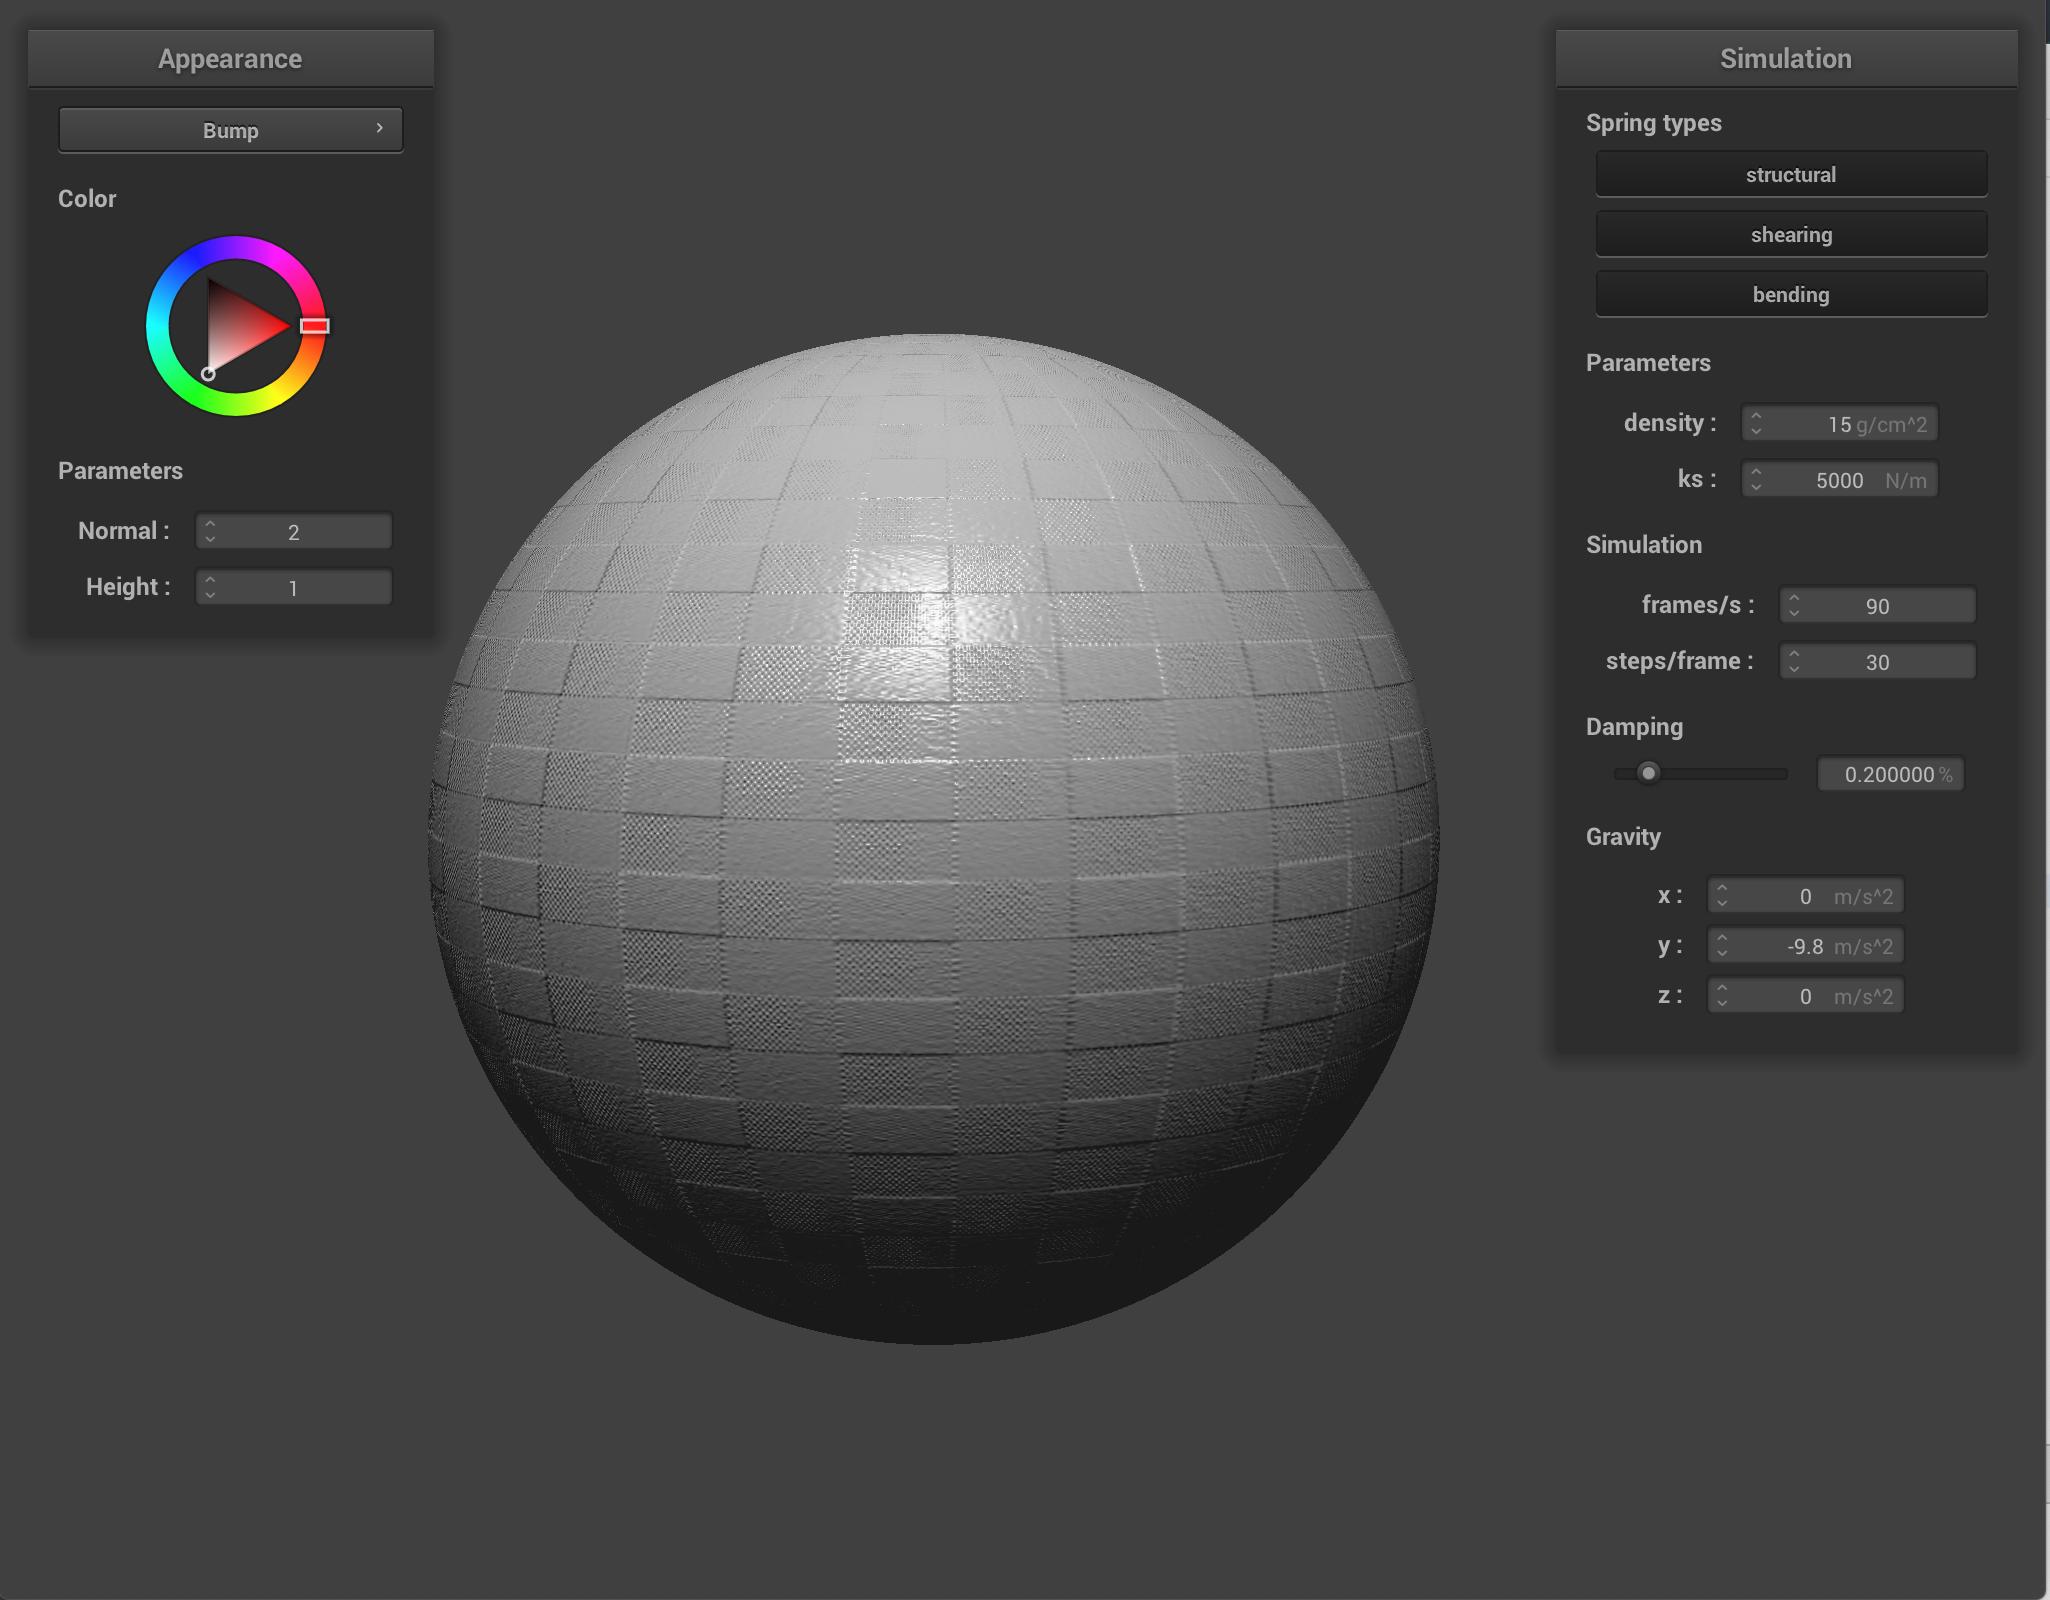 Appearance
Bump
Color
Parameters
Normal : 2
Height : 1
Simulation
Spring types
structural
shearing
bending
Parameters
density : 15 g/cm^2
ks : 5000 N/m
Simulation
frames/s : 90
steps/frame : 30
Damping
0.200000 %
Gravity
x : 0 m/s^2
y : -9.8 m/s^2
z : 0 m/s^2